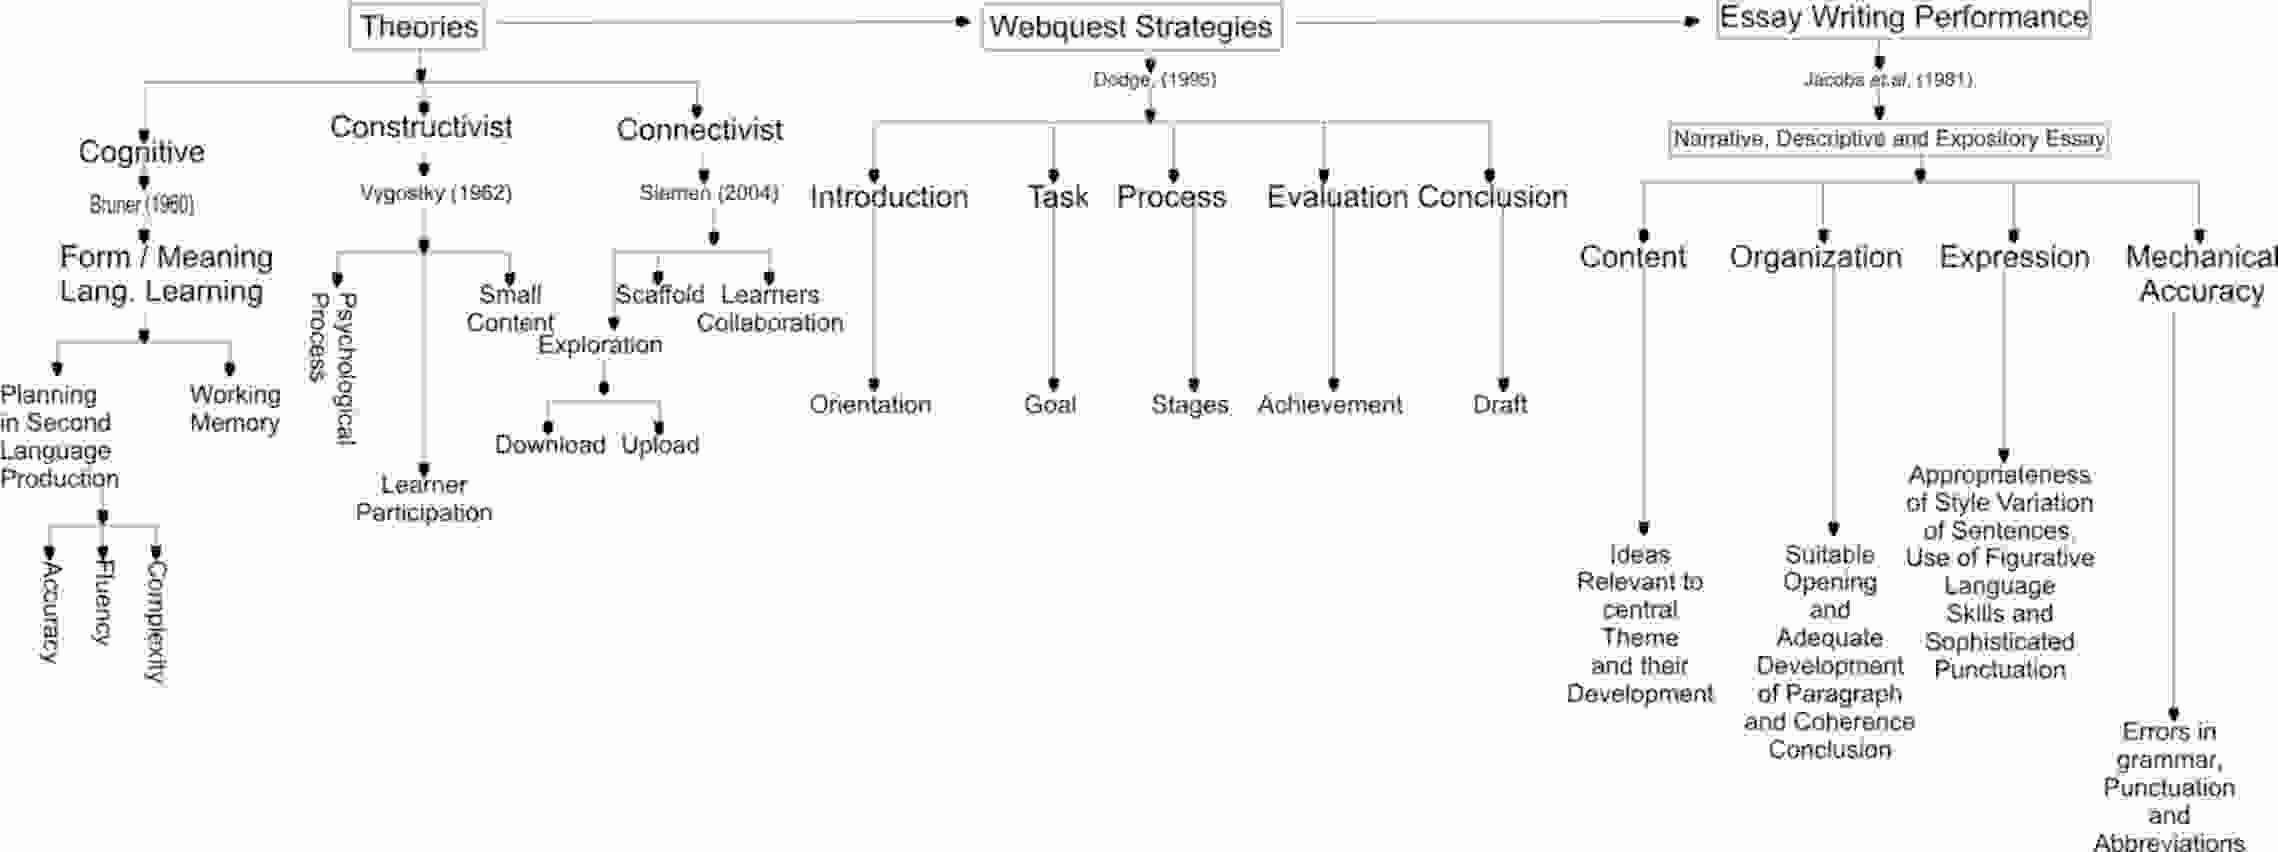 Theories
Webquest Strategies
Essay Writing Performance
Dodge, (1995)
Jacobs et.al, (1981),
Cognitive
Constructivist
Connectivist
Narrative, Descriptive and Expository Essay
Bruner (1960)
Vygostky (1962)
Siemen (2004)
Introduction
Task
Process
Evaluation
Conclusion
Form / Meaning
Lang. Learning
Content
Organization
Expression
Mechanical
Accuracy
Psychological
Process
Small
Content
Scaffold
Learners
Collaboration
Exploration
Planning
in Second
Language
Production
Working
Memory
Download
Upload
Learner
Participation
Orientation
Goal
Stages
Achievement
Draft
Accuracy
Fluency
Complexity
Ideas
Relevant to
central
Theme
and their
Development
Suitable
Opening
and
Adequate
Development
of Paragraph
and Coherence
Conclusion
Appropriateness
of Style Variation
of Sentences,
Use of Figurative
Language
Skills and
Sophisticated
Punctuation
Errors in
grammar,
Punctuation
and
Abbreviations